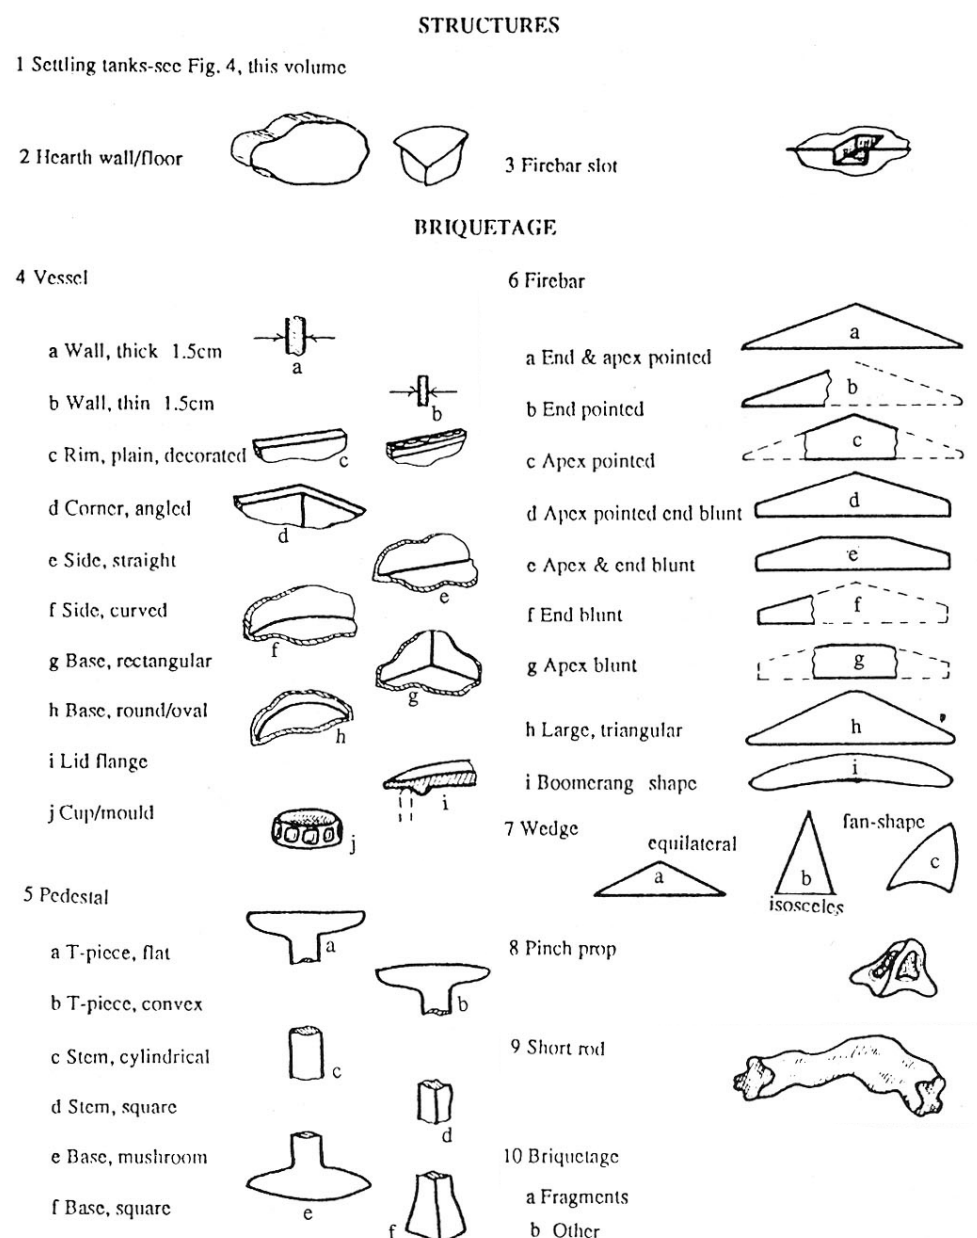 STRUCTURES
1 Settling tanks-see Fig. 4, this volume
2 Hearth wall/floor
3 Firebar slot
BRIQUETAGE
4 Vessel
a Wall, thick 1.5cm
a
b Wall, thin 1.5cm
b
c Rim, plain, decorated
c
d Corner, angled
d
e Side, straight
e
f Side, curved
f
g Base, rectangular
g
h Base, round/oval
h
i Lid flange
i
j Cup/mould
j
5 Pedestal
a T-piece, flat
a
b T-piece, convex
b
c Stem, cylindrical
c
d Stem, square
d
e Base, mushroom
e
f Base, square
f
6 Firebar
a End & apex pointed
a
b End pointed
b
c Apex pointed
c
d Apex pointed end blunt
d
e Apex & end blunt
e
f End blunt
f
g Apex blunt
g
h Large, triangular
h
i Boomerang shape
i
7 Wedge
equilateral
a
b
isosceles
fan-shape
c
8 Pinch prop
9 Short rod
10 Briquetage
a Fragments
b Other